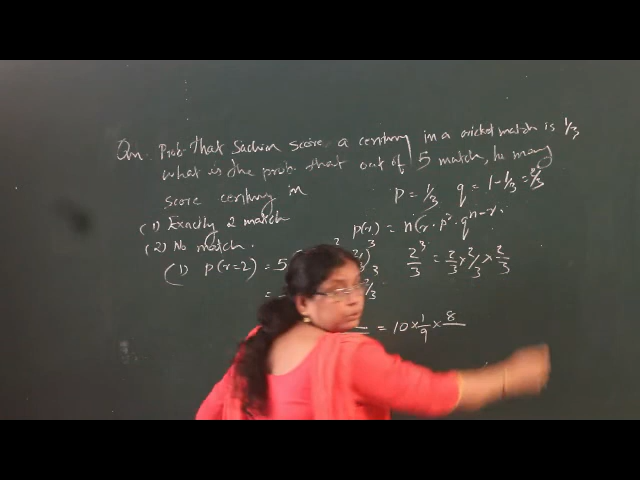 Qn. Prob. That Sachin score a century in a cricket match is 1/3,
what is the prob. that out of 5 match, he may
score century in
p = 1/3 q = 1 - 1/3 = 2/3
(1) Exactly 2 match
p(r) = nCr · p^r · q^n-r.
(2) No match.
(1) p(r=2) = 5
2/3^3 = 2/3 × 2/3 × 2/3
= 10 × 1/9 × 8